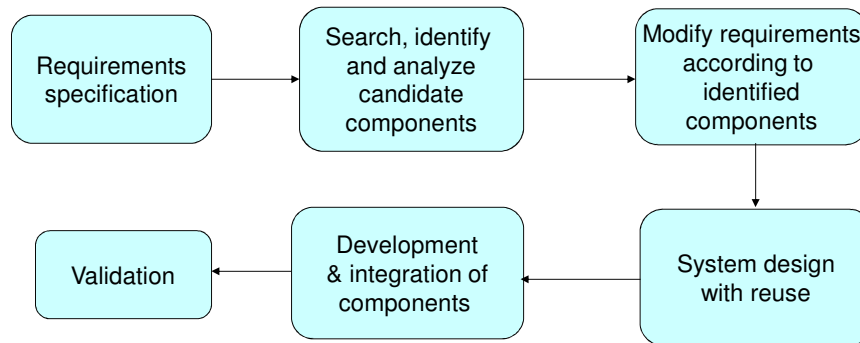 Requirements
specification
Search, identify
and analyze
candidate
components
Modify requirements
according to
identified
components
System design
with reuse
Development
& integration of
components
Validation